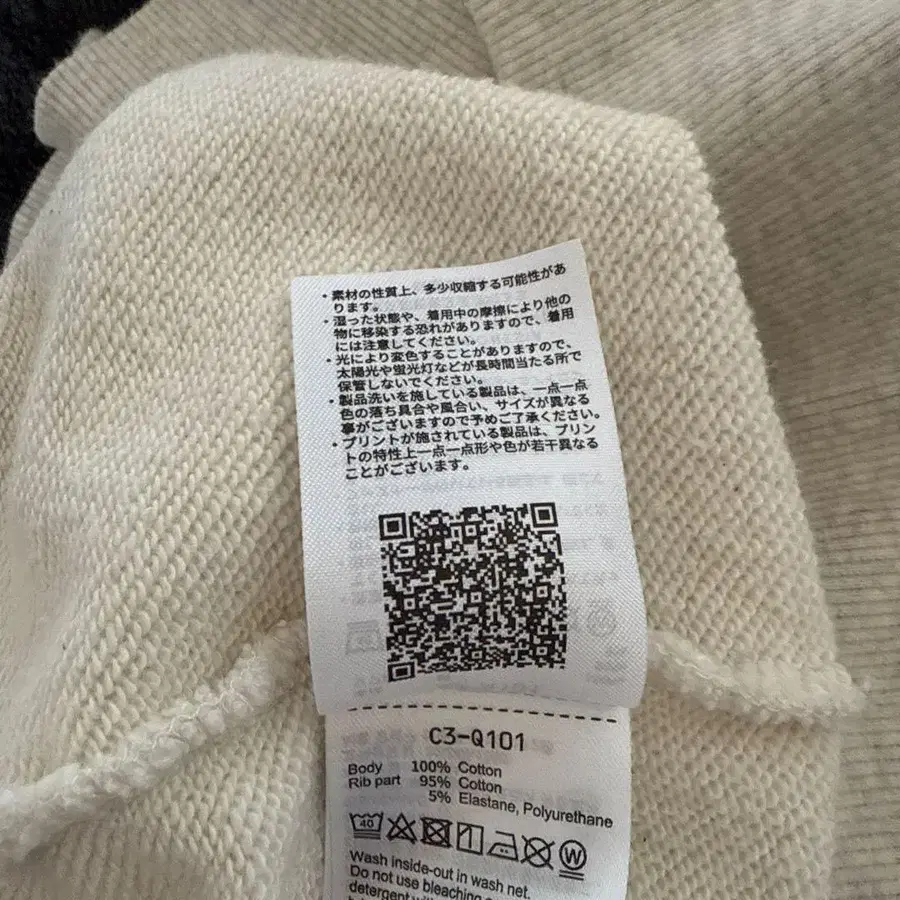 ・素材の性質上、多少収縮する可能性があ
ります。
・湿った状態や、着用中の摩擦により他の
物に移染する恐れがありますので、着用
には注意してください。
・光により変色することがありますので、
太陽光や蛍光灯などが長時間当たる所で
保管しないでください。
・製品洗いを施している製品は、一点一点
色の落ち具合や風合い、サイズが異なる
事がございますので予めご了承ください。
・プリントが施されている製品は、プリン
トの特性上一点一点形や色が若干異なる
ことがございます。
C3-Q101
Body 100% Cotton
Rib part 95% Cotton
5% Elastane, Polyurethane
40 W
Wash inside-out in wash net.
Do not use bleaching
detergent